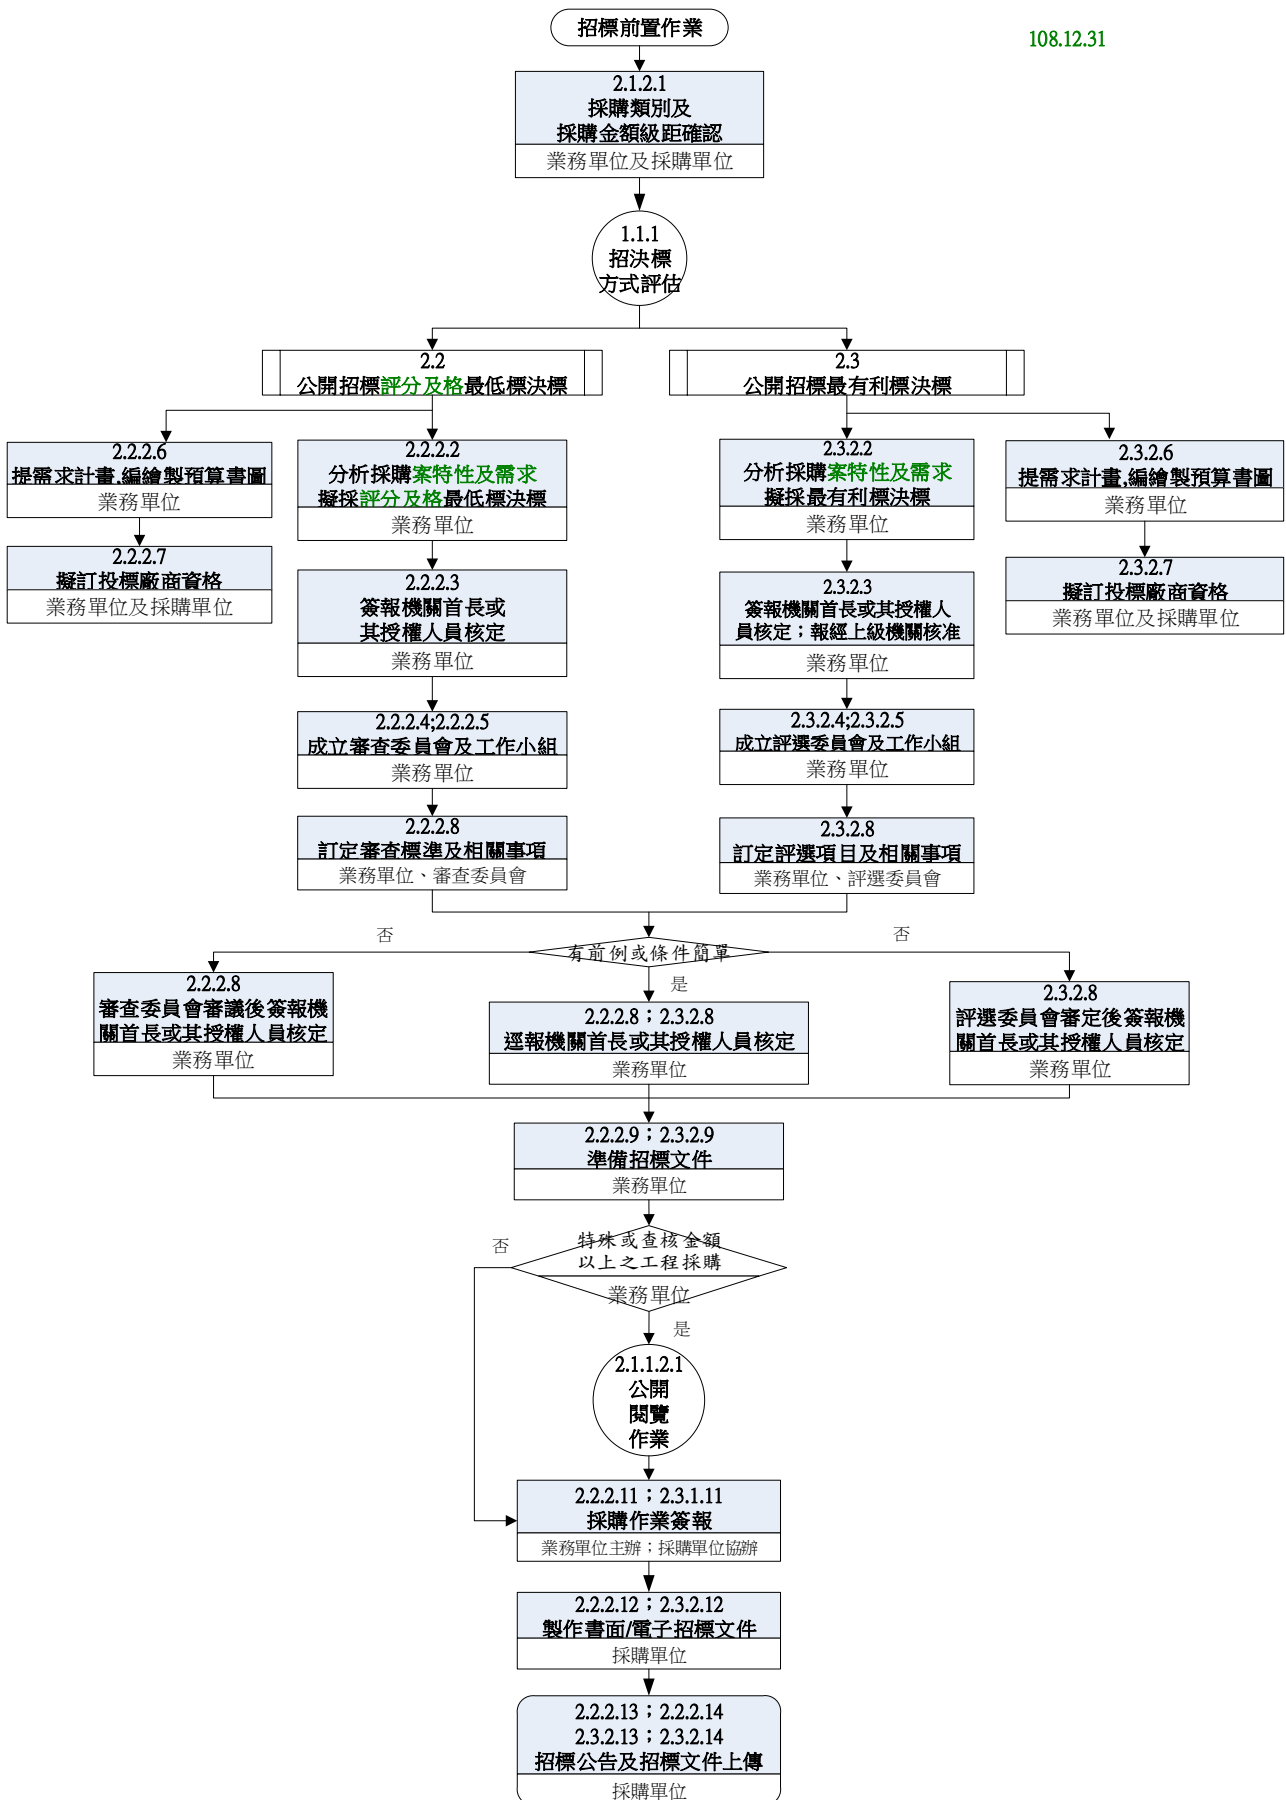 招標前置作業
108.12.31
2.1.2.1
採購類別及
採購金額級距確認
業務單位及採購單位
1.1.1
招決標
方式評估
2.2
公開招標評分及格最低標決標
2.3
公開招標最有利標決標
2.2.2.6
提需求計畫,編繪製預算書圖
業務單位
2.2.2.7
擬訂投標廠商資格
業務單位及採購單位
2.2.2.2
分析採購案特性及需求
擬採評分及格最低標決標
業務單位
2.2.2.3
簽報機關首長或
其授權人員核定
業務單位
2.2.2.4;2.2.2.5
成立審查委員會及工作小組
業務單位
2.2.2.8
訂定審查標準及相關事項
業務單位、審查委員會
2.3.2.2
分析採購案特性及需求
擬採最有利標決標
業務單位
2.3.2.3
簽報機關首長或其授權人
員核定；報經上級機關核准
業務單位
2.3.2.4;2.3.2.5
成立評選委員會及工作小組
業務單位
2.3.2.8
訂定評選項目及相關事項
業務單位、評選委員會
2.3.2.6
提需求計畫,編繪製預算書圖
業務單位
2.3.2.7
擬訂投標廠商資格
業務單位及採購單位
否
有前例或條件簡單
否
是
2.2.2.8
審查委員會審議後簽報機
關首長或其授權人員核定
業務單位
2.2.2.8；2.3.2.8
逕報機關首長或其授權人員核定
業務單位
2.3.2.8
評選委員會審定後簽報機
關首長或其授權人員核定
業務單位
2.2.2.9；2.3.2.9
準備招標文件
業務單位
否
特殊或查核金額
以上之工程採購
業務單位
是
2.1.1.2.1
公開
閱覽
作業
2.2.2.11；2.3.1.11
採購作業簽報
業務單位主辦；採購單位協辦
2.2.2.12；2.3.2.12
製作書面/電子招標文件
採購單位
2.2.2.13；2.2.2.14
2.3.2.13；2.3.2.14
招標公告及招標文件上傳
採購單位